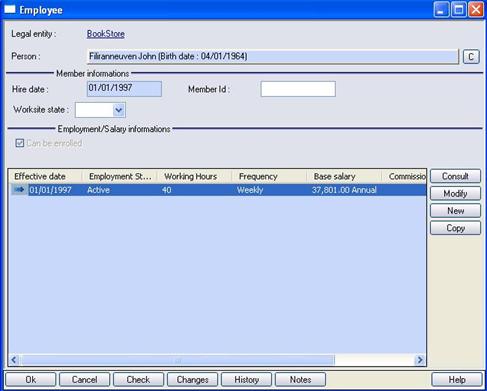 Employee
Legal entity : BookStore
Person : Filiranneuven John (Birth date : 04/01/1964) C
Member informations
Hire date : 01/01/1997 Member Id :
Worksite state :
Employment/Salary informations
Can be enrolled
Effective date Employment St... Working Hours Frequency Base salary Commissio
01/01/1997 Active 40 Weekly 37,801.00 Annual
Consult
Modify
New
Copy
Ok Cancel Check Changes History Notes Help